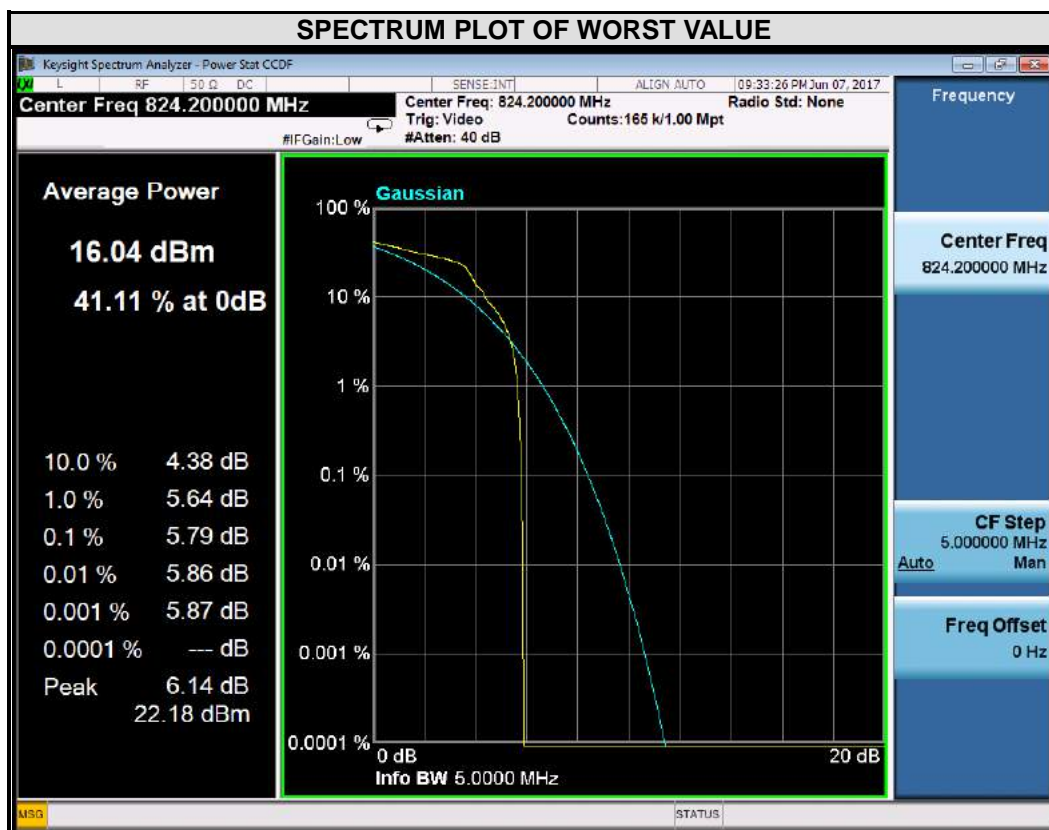 SPECTRUM PLOT OF WORST VALUE
Keysight Spectrum Analyzer - Power Stat CCDF
L RF 50 Ω DC SENSE:INT ALIGN AUTO 09:33:26 PM Jun 07, 2017
Center Freq 824.200000 MHz
Center Freq: 824.200000 MHz Radio Std: None
Trig: Video Counts:165 k/1.00 Mpt
#IFGain:Low #Atten: 40 dB
Frequency
Average Power
16.04 dBm
41.11 % at 0dB
10.0 % 4.38 dB
1.0 % 5.64 dB
0.1 % 5.79 dB
0.01 % 5.86 dB
0.001 % 5.87 dB
0.0001 % --- dB
Peak 6.14 dB
22.18 dBm
Gaussian
100 %
10 %
1 %
0.1 %
0.01 %
0.001 %
0.0001 %
0 dB 20 dB
Info BW 5.0000 MHz
Center Freq
824.200000 MHz
CF Step
5.000000 MHz
Auto Man
Freq Offset
0 Hz
MSG STATUS